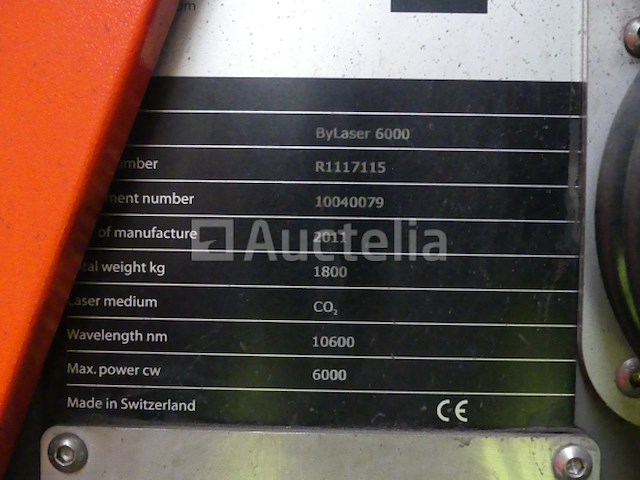 om
ByLaser 6000
mber R1117115
ment number 10040079
of manufacture 2011
Auctelia
tal weight kg 1800
aser medium CO₂
Wavelength nm 10600
Max. power cw 6000
Made in Switzerland CE